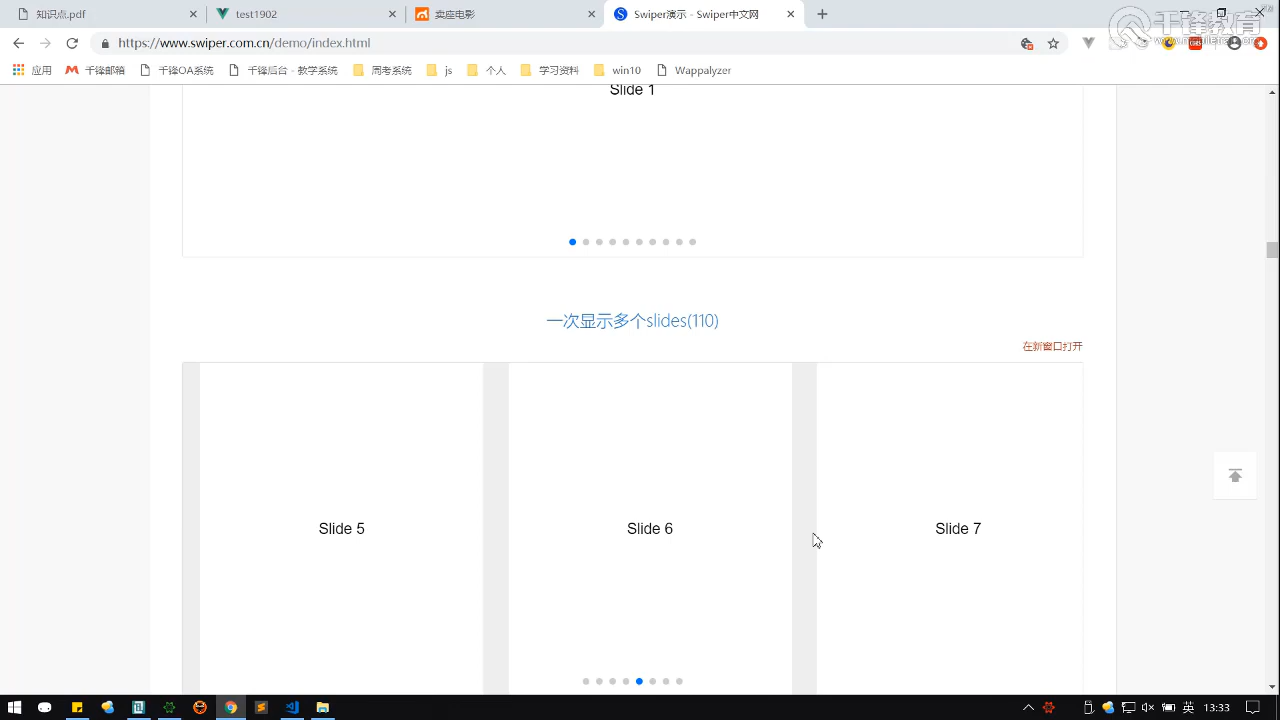 知识点.pdf
test1902
卖座电影
Swiper演示 - Swiper中文网
千锋教育
https://www.swiper.com.cn/demo/index.html
应用
千锋邮箱
千锋OA系统
千锋后台 - 教学系统
周考系统
js
个人
学习资料
win10
Wappalyzer
Slide 1
一次显示多个slides(110)
在新窗口打开
Slide 5
Slide 6
Slide 7
英
13:33